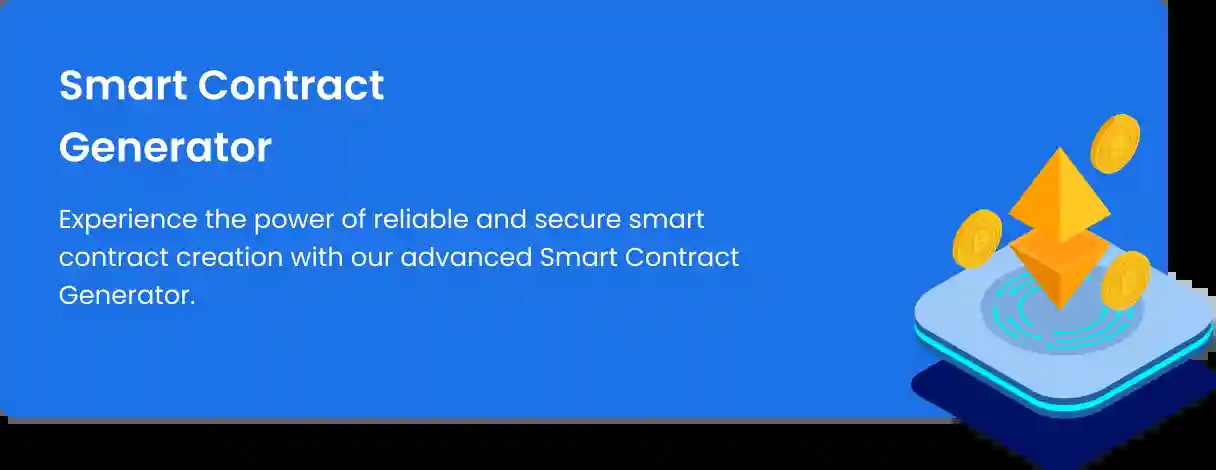 Smart Contract
Generator
Experience the power of reliable and secure smart
contract creation with our advanced Smart Contract
Generator.